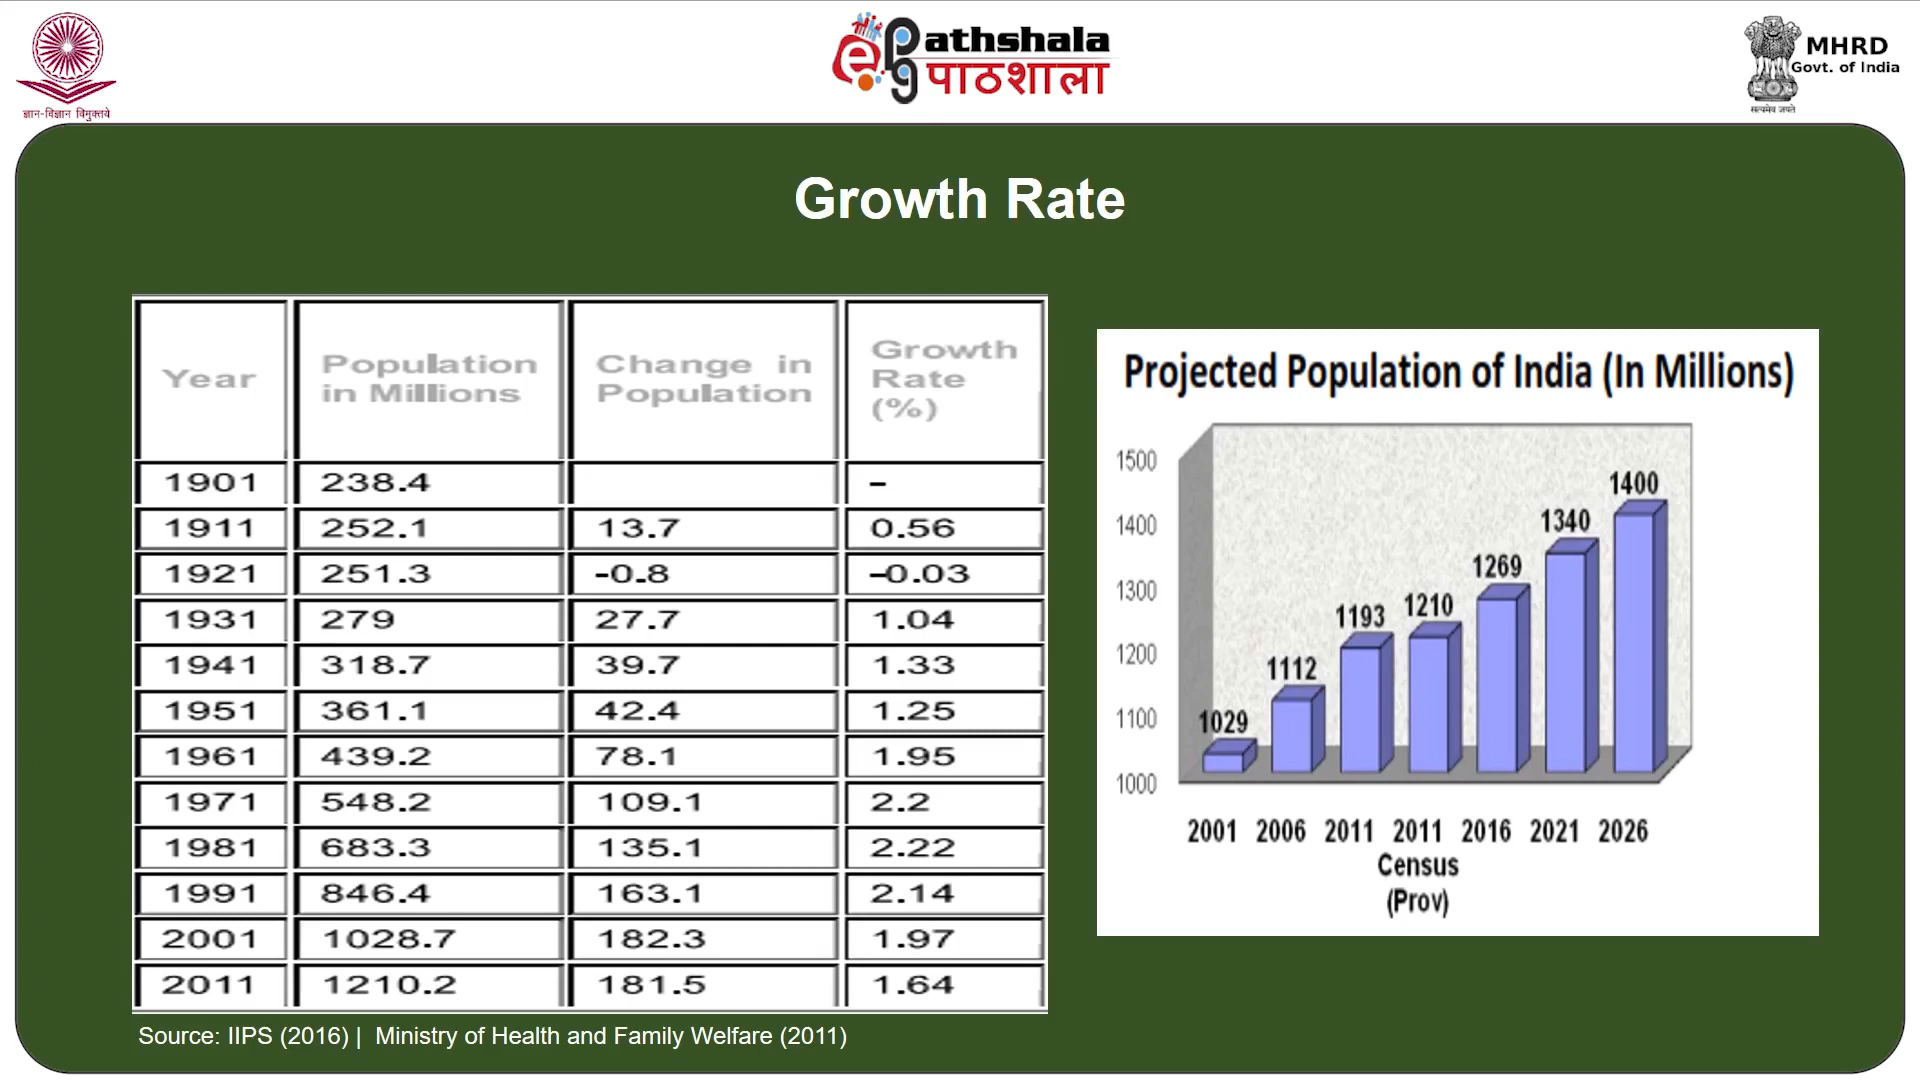 ज्ञान-विज्ञान विमुक्तये
ePG Pathshala
पाठशाला
MHRD
Govt. of India
सत्यमेव जयते
Growth Rate
Year | Population in Millions | Change in Population | Growth Rate (%)
1901 | 238.4 | | –
1911 | 252.1 | 13.7 | 0.56
1921 | 251.3 | -0.8 | –0.03
1931 | 279 | 27.7 | 1.04
1941 | 318.7 | 39.7 | 1.33
1951 | 361.1 | 42.4 | 1.25
1961 | 439.2 | 78.1 | 1.95
1971 | 548.2 | 109.1 | 2.2
1981 | 683.3 | 135.1 | 2.22
1991 | 846.4 | 163.1 | 2.14
2001 | 1028.7 | 182.3 | 1.97
2011 | 1210.2 | 181.5 | 1.64
Source: IIPS (2016) | Ministry of Health and Family Welfare (2011)
Projected Population of India (In Millions)
1500
1400
1300
1200
1100
1000
1029
1112
1193
1210
1269
1340
1400
2001 2006 2011 2011 2016 2021 2026
Census
(Prov)